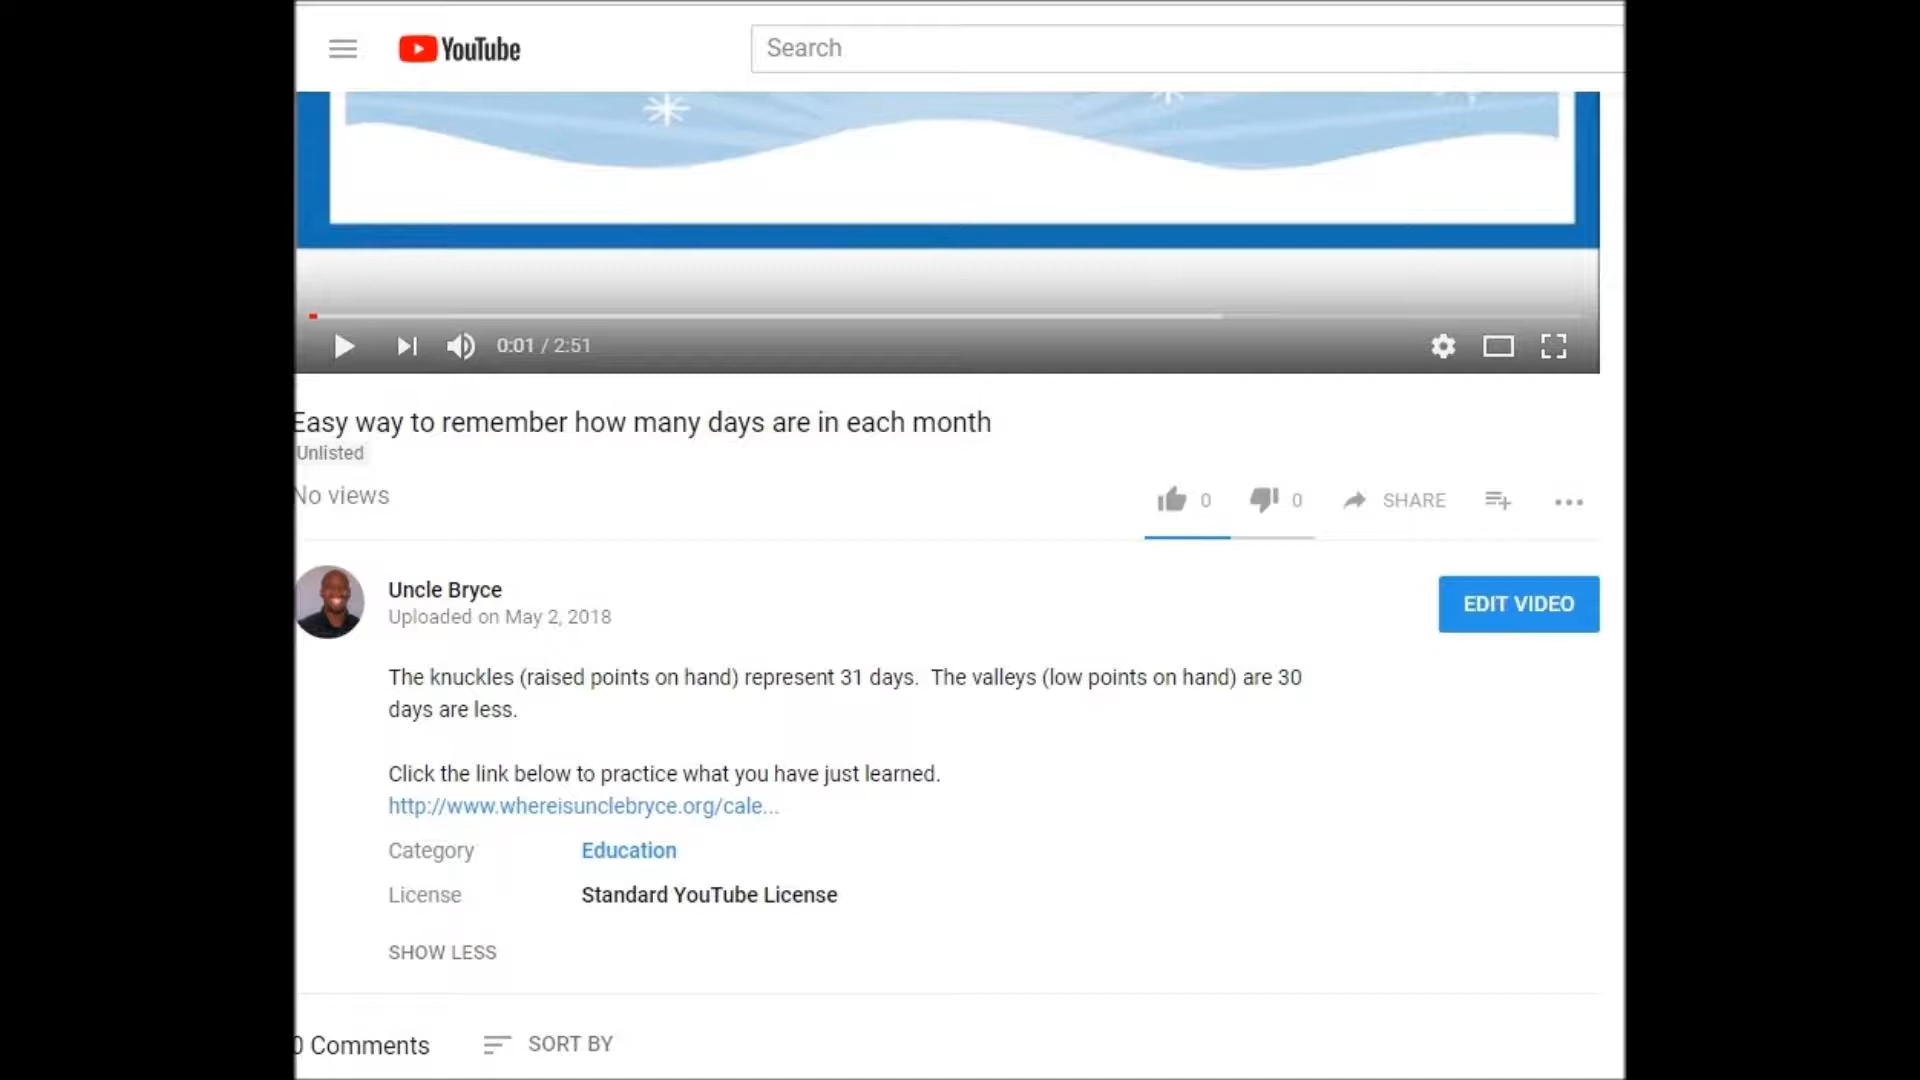 YouTube
Search
0:01 / 2:51
Easy way to remember how many days are in each month
Unlisted
No views
0
0
SHARE
Uncle Bryce
Uploaded on May 2, 2018
EDIT VIDEO
The knuckles (raised points on hand) represent 31 days.  The valleys (low points on hand) are 30
days are less.
Click the link below to practice what you have just learned.
http://www.whereisunclebryce.org/cale...
Category Education
License Standard YouTube License
SHOW LESS
0 Comments SORT BY